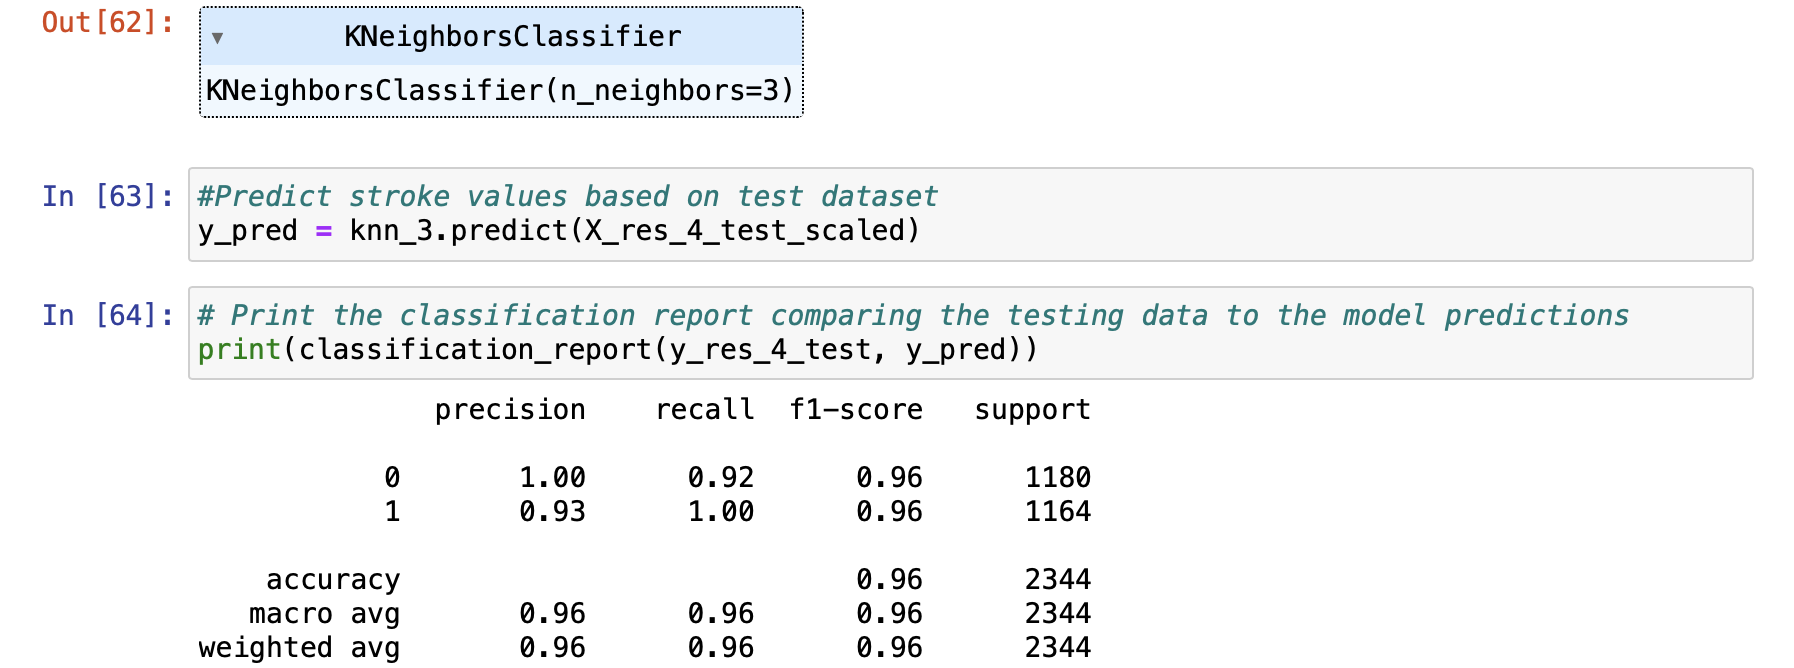 Out[62]:
▼ KNeighborsClassifier
KNeighborsClassifier(n_neighbors=3)
In [63]:
#Predict stroke values based on test dataset
y_pred = knn_3.predict(X_res_4_test_scaled)
In [64]:
# Print the classification report comparing the testing data to the model predictions
print(classification_report(y_res_4_test, y_pred))
precision recall f1-score support
0 1.00 0.92 0.96 1180
1 0.93 1.00 0.96 1164
accuracy 0.96 2344
macro avg 0.96 0.96 0.96 2344
weighted avg 0.96 0.96 0.96 2344